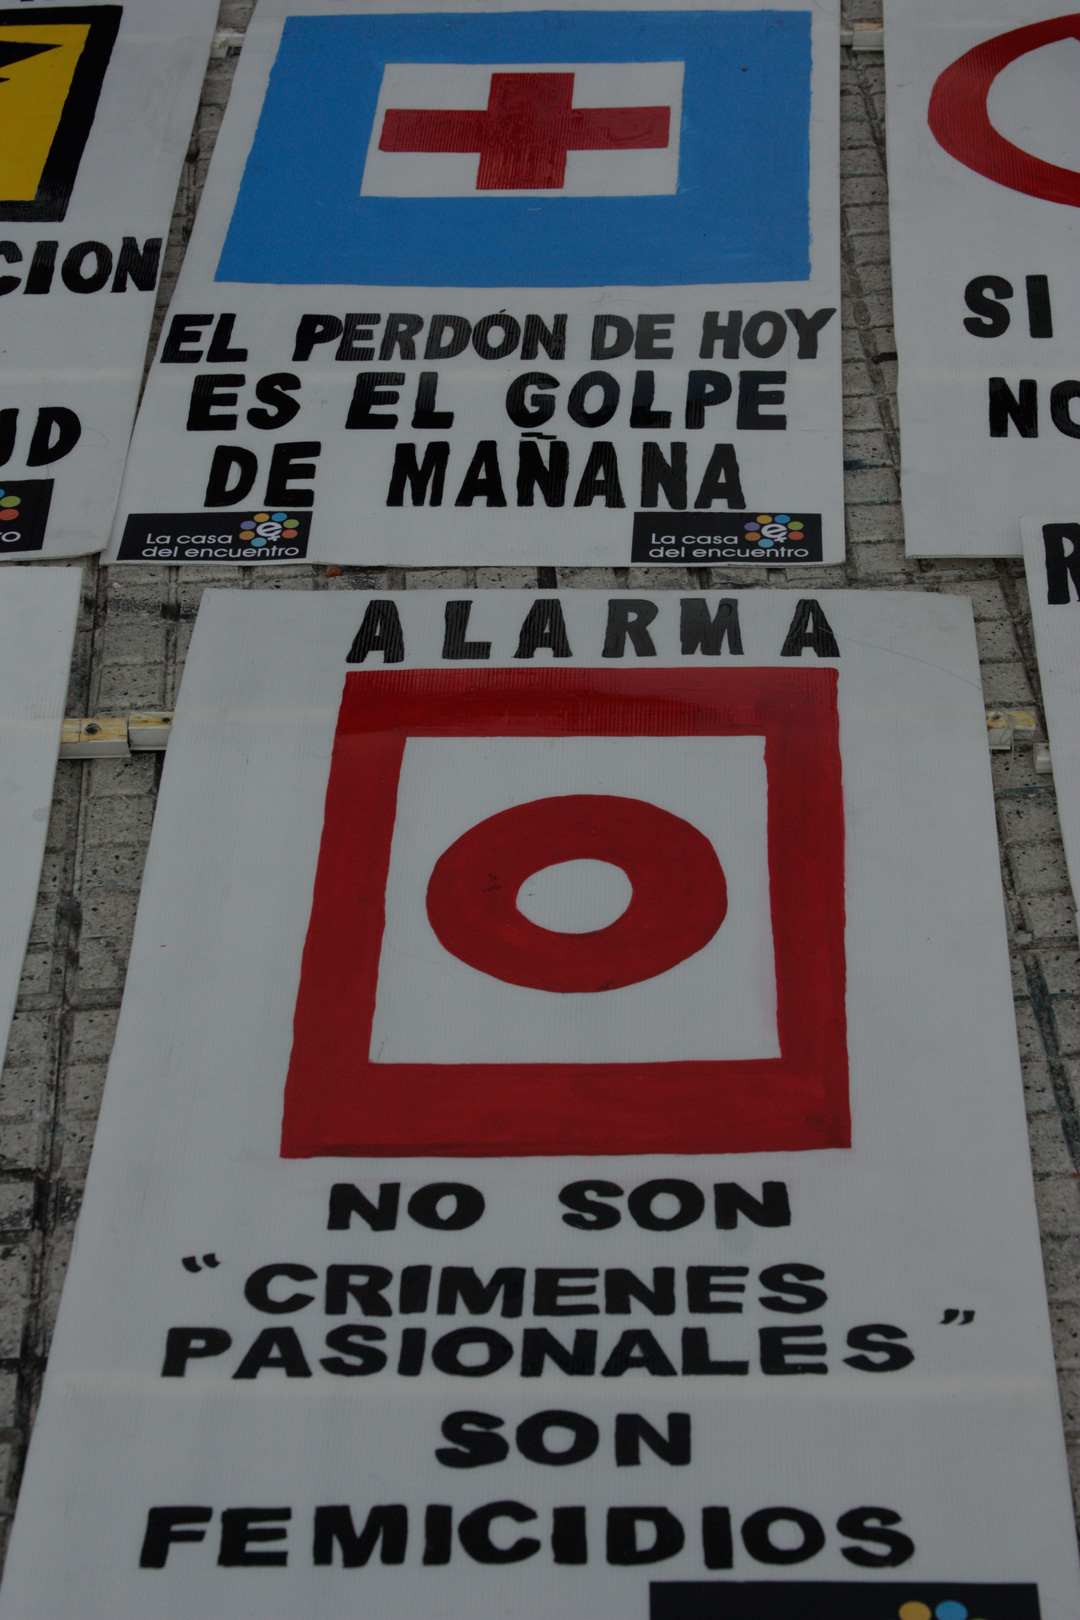 CION
UD
EL PERDÓN DE HOY
ES EL GOLPE
DE MAÑANA
La casa
del encuentro
La casa
del encuentro
SI
NO
ALARMA
NO SON
“CRIMENES
PASIONALES”
SON
FEMICIDIOS